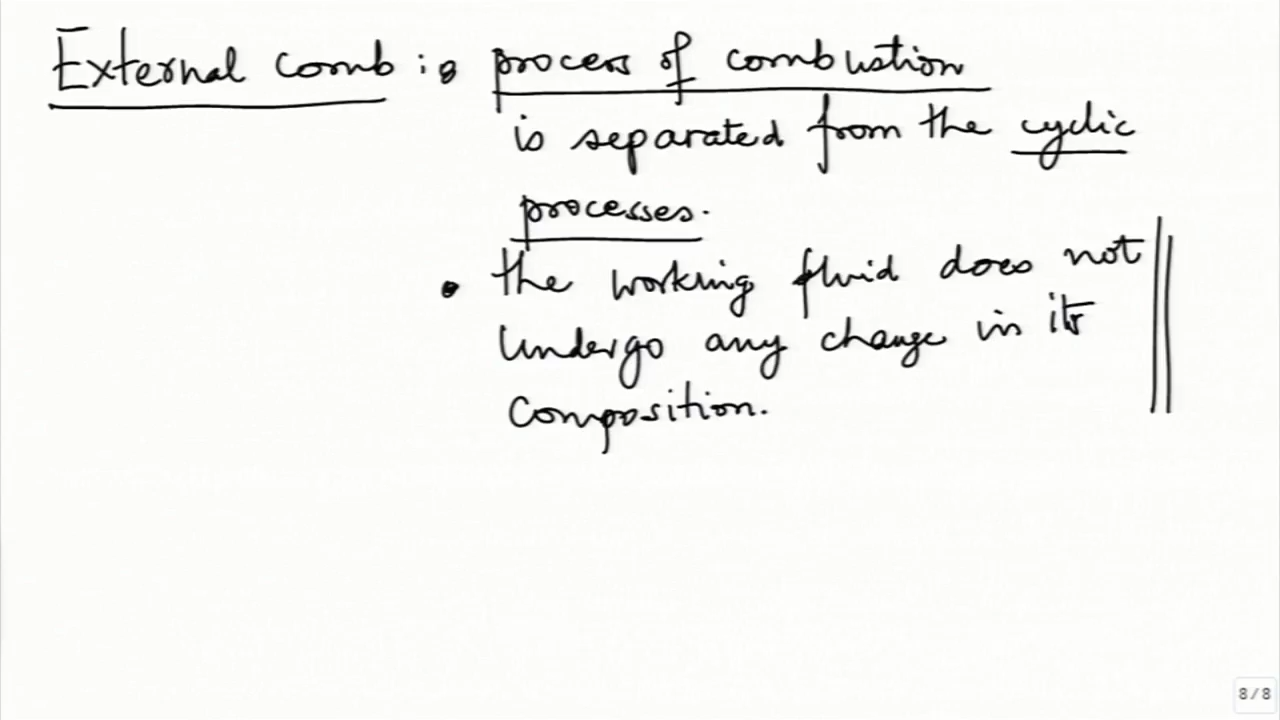 External comb : • process of combustion
is separated from the cyclic
processes.
• the working fluid does not
undergo any change in its
composition.
8/8